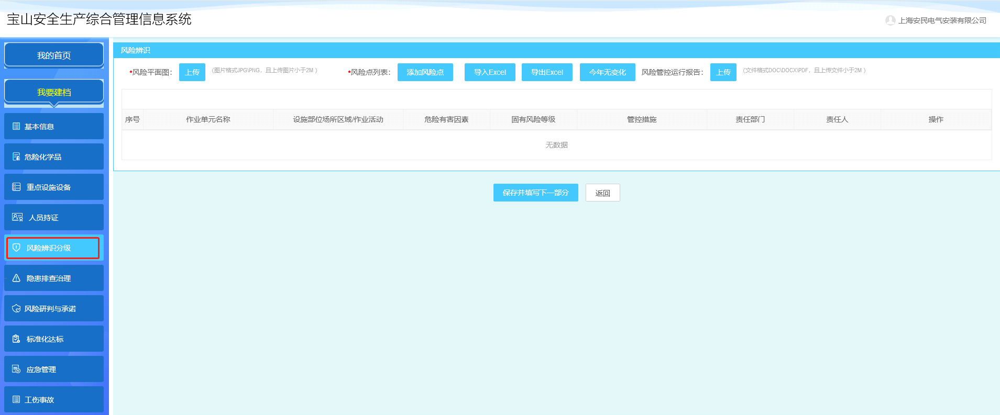 宝山安全生产综合管理信息系统
上海安民电气安装有限公司
我的首页
我要建档
基本信息
危险化学品
重点设施设备
人员持证
风险辨识分级
隐患排查治理
风险研判与承诺
标准化达标
应急管理
工伤事故
风险辨识
*风险平面图： 上传 （图片格式JPG\PNG，且上传图片小于2M ） *风险点列表： 添加风险点 导入Excel 导出Excel 今年无变化 风险管控运行报告： 上传 （文件格式DOC\DOCX\PDF，且上传文件小于2M ）
序号 作业单元名称 设施部位场所区域/作业活动 危险有害因素 固有风险等级 管控措施 责任部门 责任人 操作
无数据
保存并填写下一部分 返回